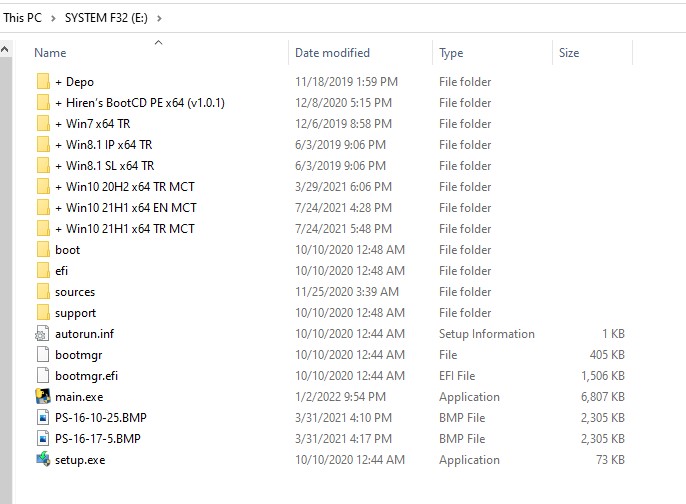 This PC > SYSTEM F32 (E:) >
Name Date modified Type Size
+ Depo 11/18/2019 1:59 PM File folder
+ Hiren's BootCD PE x64 (v1.0.1) 12/8/2020 5:15 PM File folder
+ Win7 x64 TR 12/6/2019 8:58 PM File folder
+ Win8.1 IP x64 TR 6/3/2019 9:06 PM File folder
+ Win8.1 SL x64 TR 6/3/2019 9:06 PM File folder
+ Win10 20H2 x64 TR MCT 3/29/2021 6:06 PM File folder
+ Win10 21H1 x64 EN MCT 7/24/2021 4:28 PM File folder
+ Win10 21H1 x64 TR MCT 7/24/2021 5:48 PM File folder
boot 10/10/2020 12:48 AM File folder
efi 10/10/2020 12:48 AM File folder
sources 11/25/2020 3:39 AM File folder
support 10/10/2020 12:48 AM File folder
autorun.inf 10/10/2020 12:44 AM Setup Information 1 KB
bootmgr 10/10/2020 12:44 AM File 405 KB
bootmgr.efi 10/10/2020 12:44 AM EFI File 1,506 KB
main.exe 1/2/2022 9:54 PM Application 6,807 KB
PS-16-10-25.BMP 3/31/2021 4:10 PM BMP File 2,305 KB
PS-16-17-5.BMP 3/31/2021 4:17 PM BMP File 2,305 KB
setup.exe 10/10/2020 12:44 AM Application 73 KB